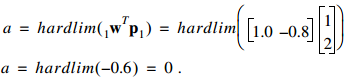 a = hardlim(₁wᵀp₁) = hardlim([1.0 −0.8][1 2])
a = hardlim(−0.6) = 0 .